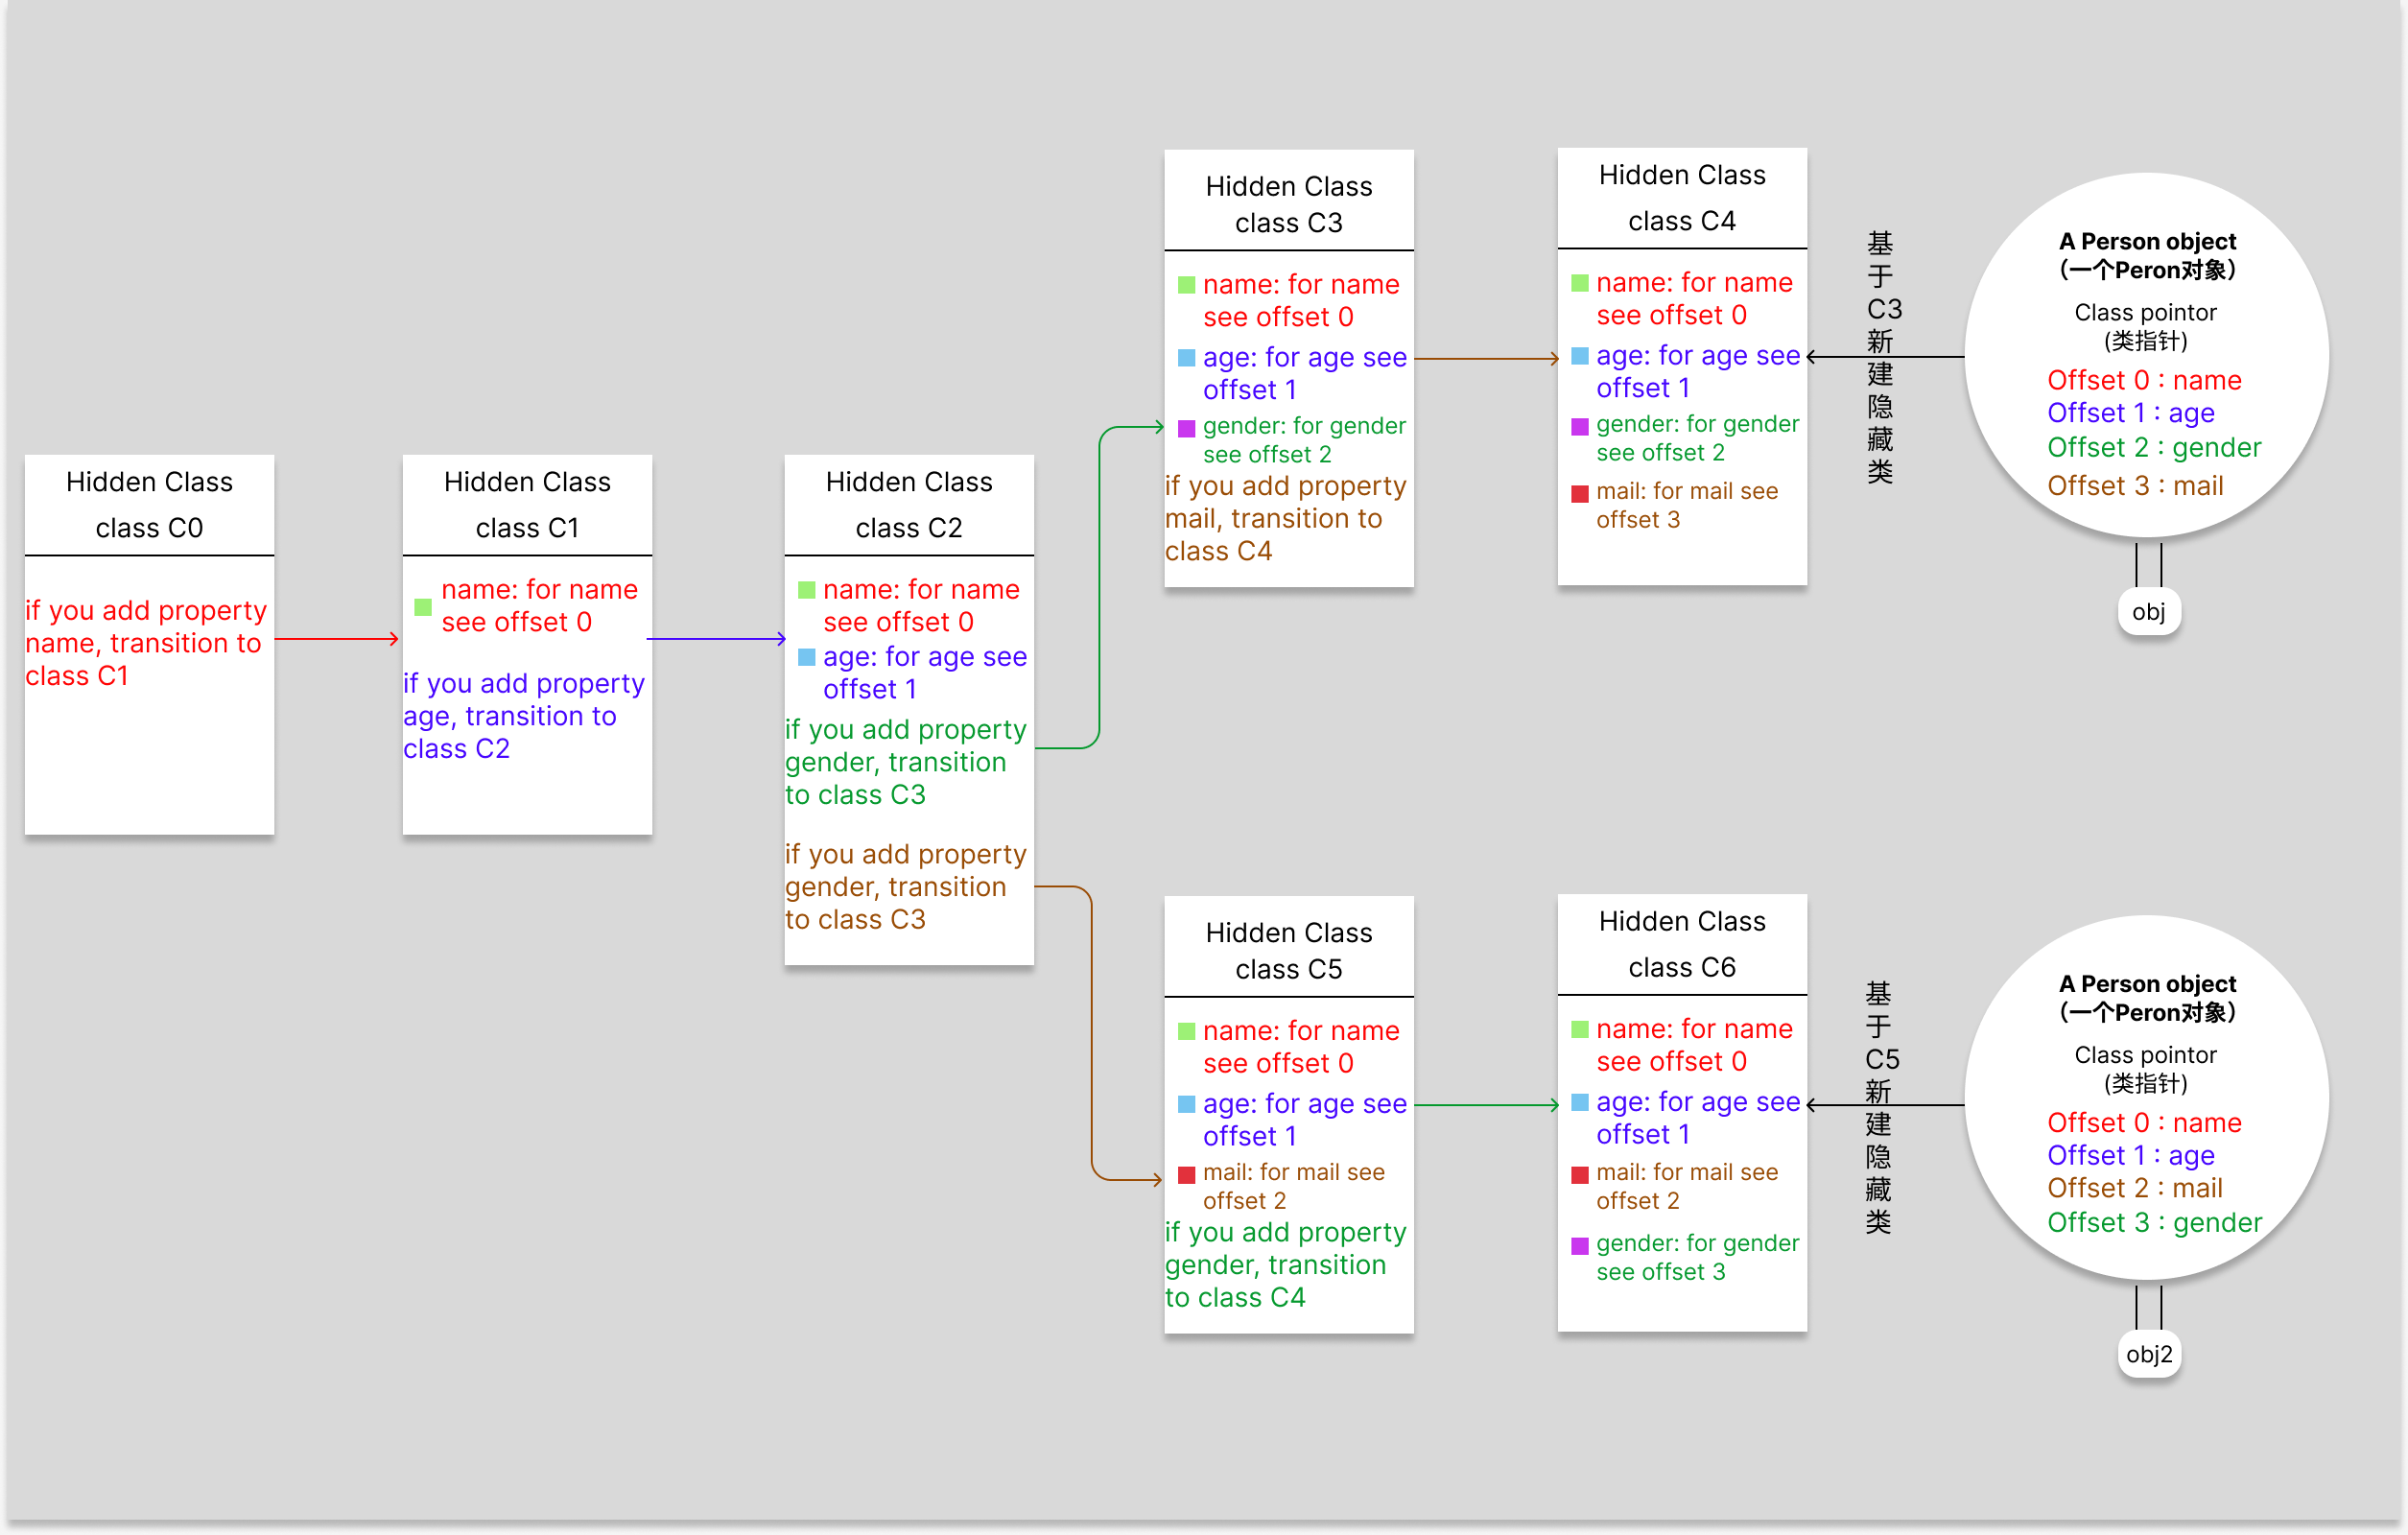 Hidden Class
class C0
if you add property
name, transition to
class C1
Hidden Class
class C1
name: for name
see offset 0
if you add property
age, transition to
class C2
Hidden Class
class C2
name: for name
see offset 0
age: for age see
offset 1
if you add property
gender, transition
to class C3
if you add property
gender, transition
to class C3
Hidden Class
class C3
name: for name
see offset 0
age: for age see
offset 1
gender: for gender
see offset 2
if you add property
mail, transition to
class C4
Hidden Class
class C4
name: for name
see offset 0
age: for age see
offset 1
gender: for gender
see offset 2
mail: for mail see
offset 3
基
于
C3
新
建
隐
藏
类
A Person object
（一个Peron对象）
Class pointor
(类指针)
Offset 0 : name
Offset 1 : age
Offset 2 : gender
Offset 3 : mail
obj
Hidden Class
class C5
name: for name
see offset 0
age: for age see
offset 1
mail: for mail see
offset 2
if you add property
gender, transition
to class C4
Hidden Class
class C6
name: for name
see offset 0
age: for age see
offset 1
mail: for mail see
offset 2
gender: for gender
see offset 3
基
于
C5
新
建
隐
藏
类
A Person object
（一个Peron对象）
Class pointor
(类指针)
Offset 0 : name
Offset 1 : age
Offset 2 : mail
Offset 3 : gender
obj2